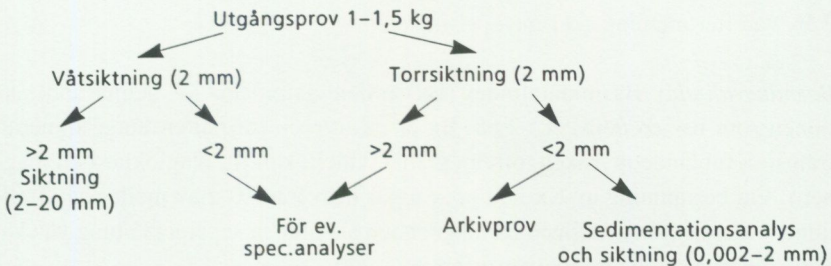 Utgångsprov 1–1,5 kg
Våtsiktning (2 mm)
Torrsiktning (2 mm)
>2 mm
Siktning
(2–20 mm)
<2 mm
>2 mm
<2 mm
För ev.
spec.analyser
Arkivprov
Sedimentationsanalys
och siktning (0,002–2 mm)